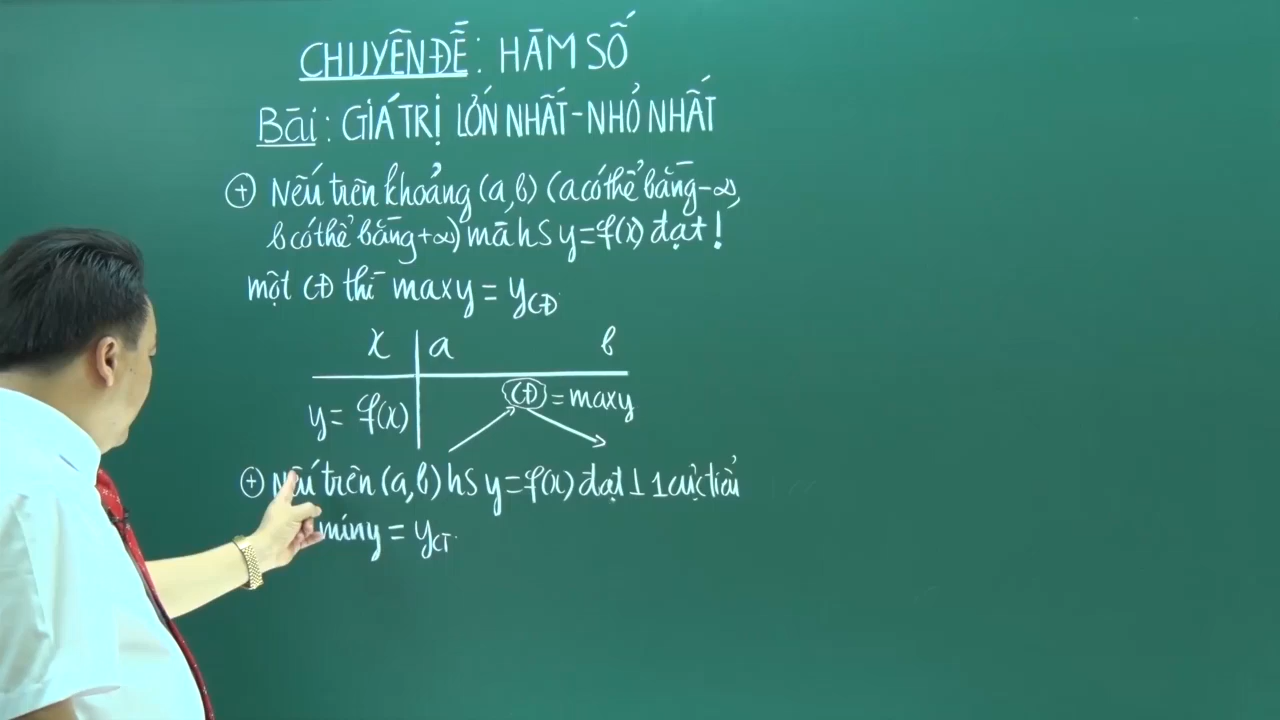 CHUYÊN ĐỀ: HÀM SỐ
Bài: GIÁ TRỊ LỚN NHẤT-NHỎ NHẤT
+ Nếu trên khoảng (a,b) (a có thể bằng -∞,
b có thể bằng +∞) mà hs y=f(x) đạt !
một CĐ thì max y = yCĐ.
x a b
y = f(x) CĐ = max y
+ Nếu trên (a,b) hs y=f(x) đạt ⊥ 1 cực tiểu
min y = yCT.